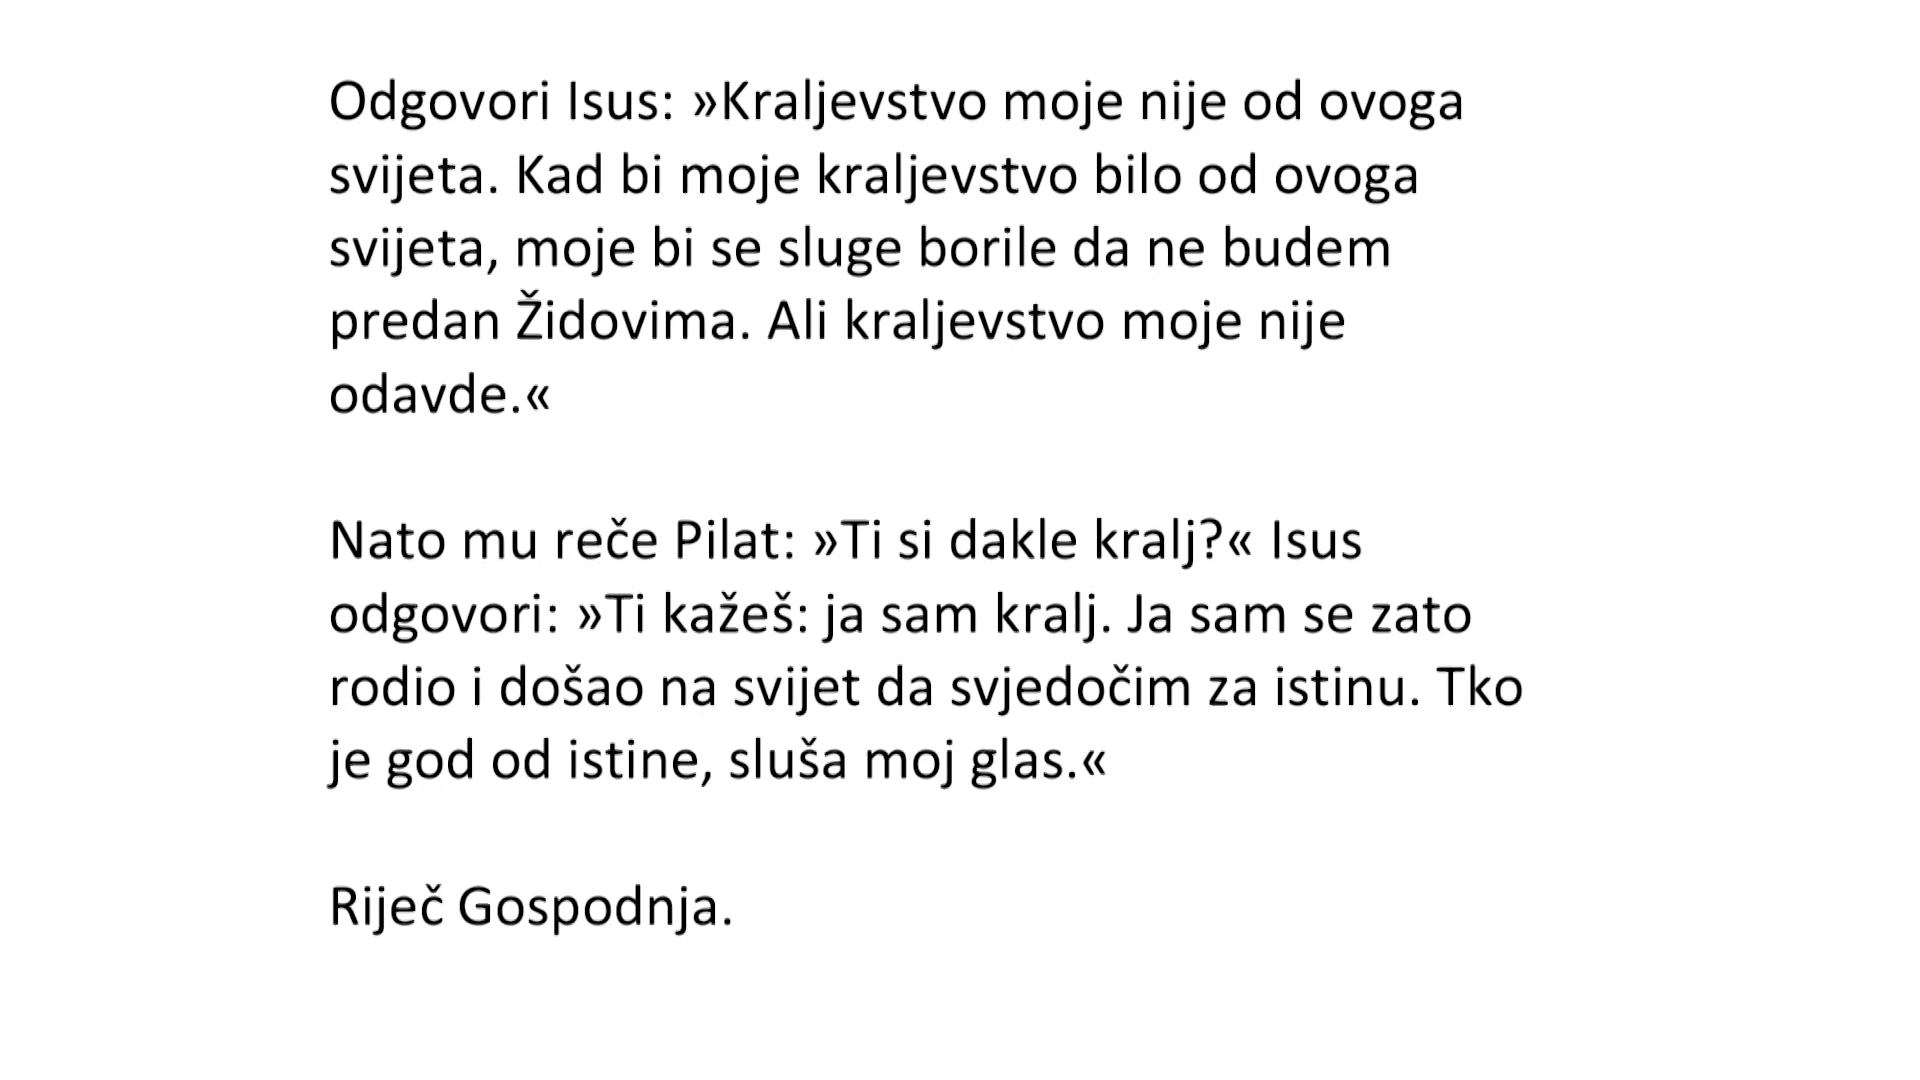 Odgovori Isus: »Kraljevstvo moje nije od ovoga
svijeta. Kad bi moje kraljevstvo bilo od ovoga
svijeta, moje bi se sluge borile da ne budem
predan Židovima. Ali kraljevstvo moje nije
odavde.«
Nato mu reče Pilat: »Ti si dakle kralj?« Isus
odgovori: »Ti kažeš: ja sam kralj. Ja sam se zato
rodio i došao na svijet da svjedočim za istinu. Tko
je god od istine, sluša moj glas.«
Riječ Gospodnja.